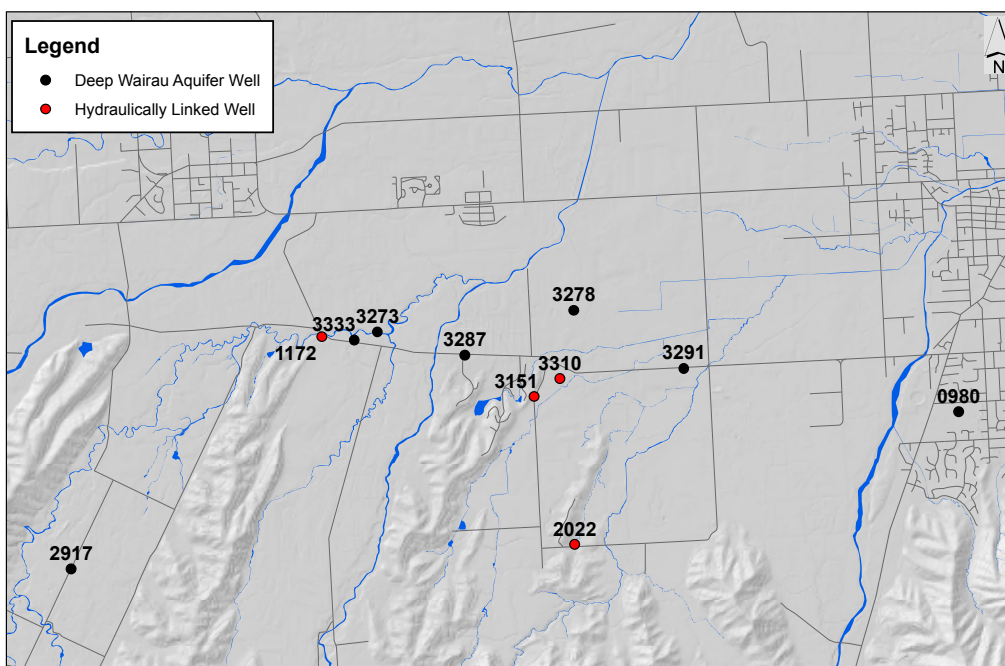 Legend
Deep Wairau Aquifer Well
Hydraulically Linked Well
N
3278
3333
3273
1172
3287
3310
3291
3151
0980
2022
2917